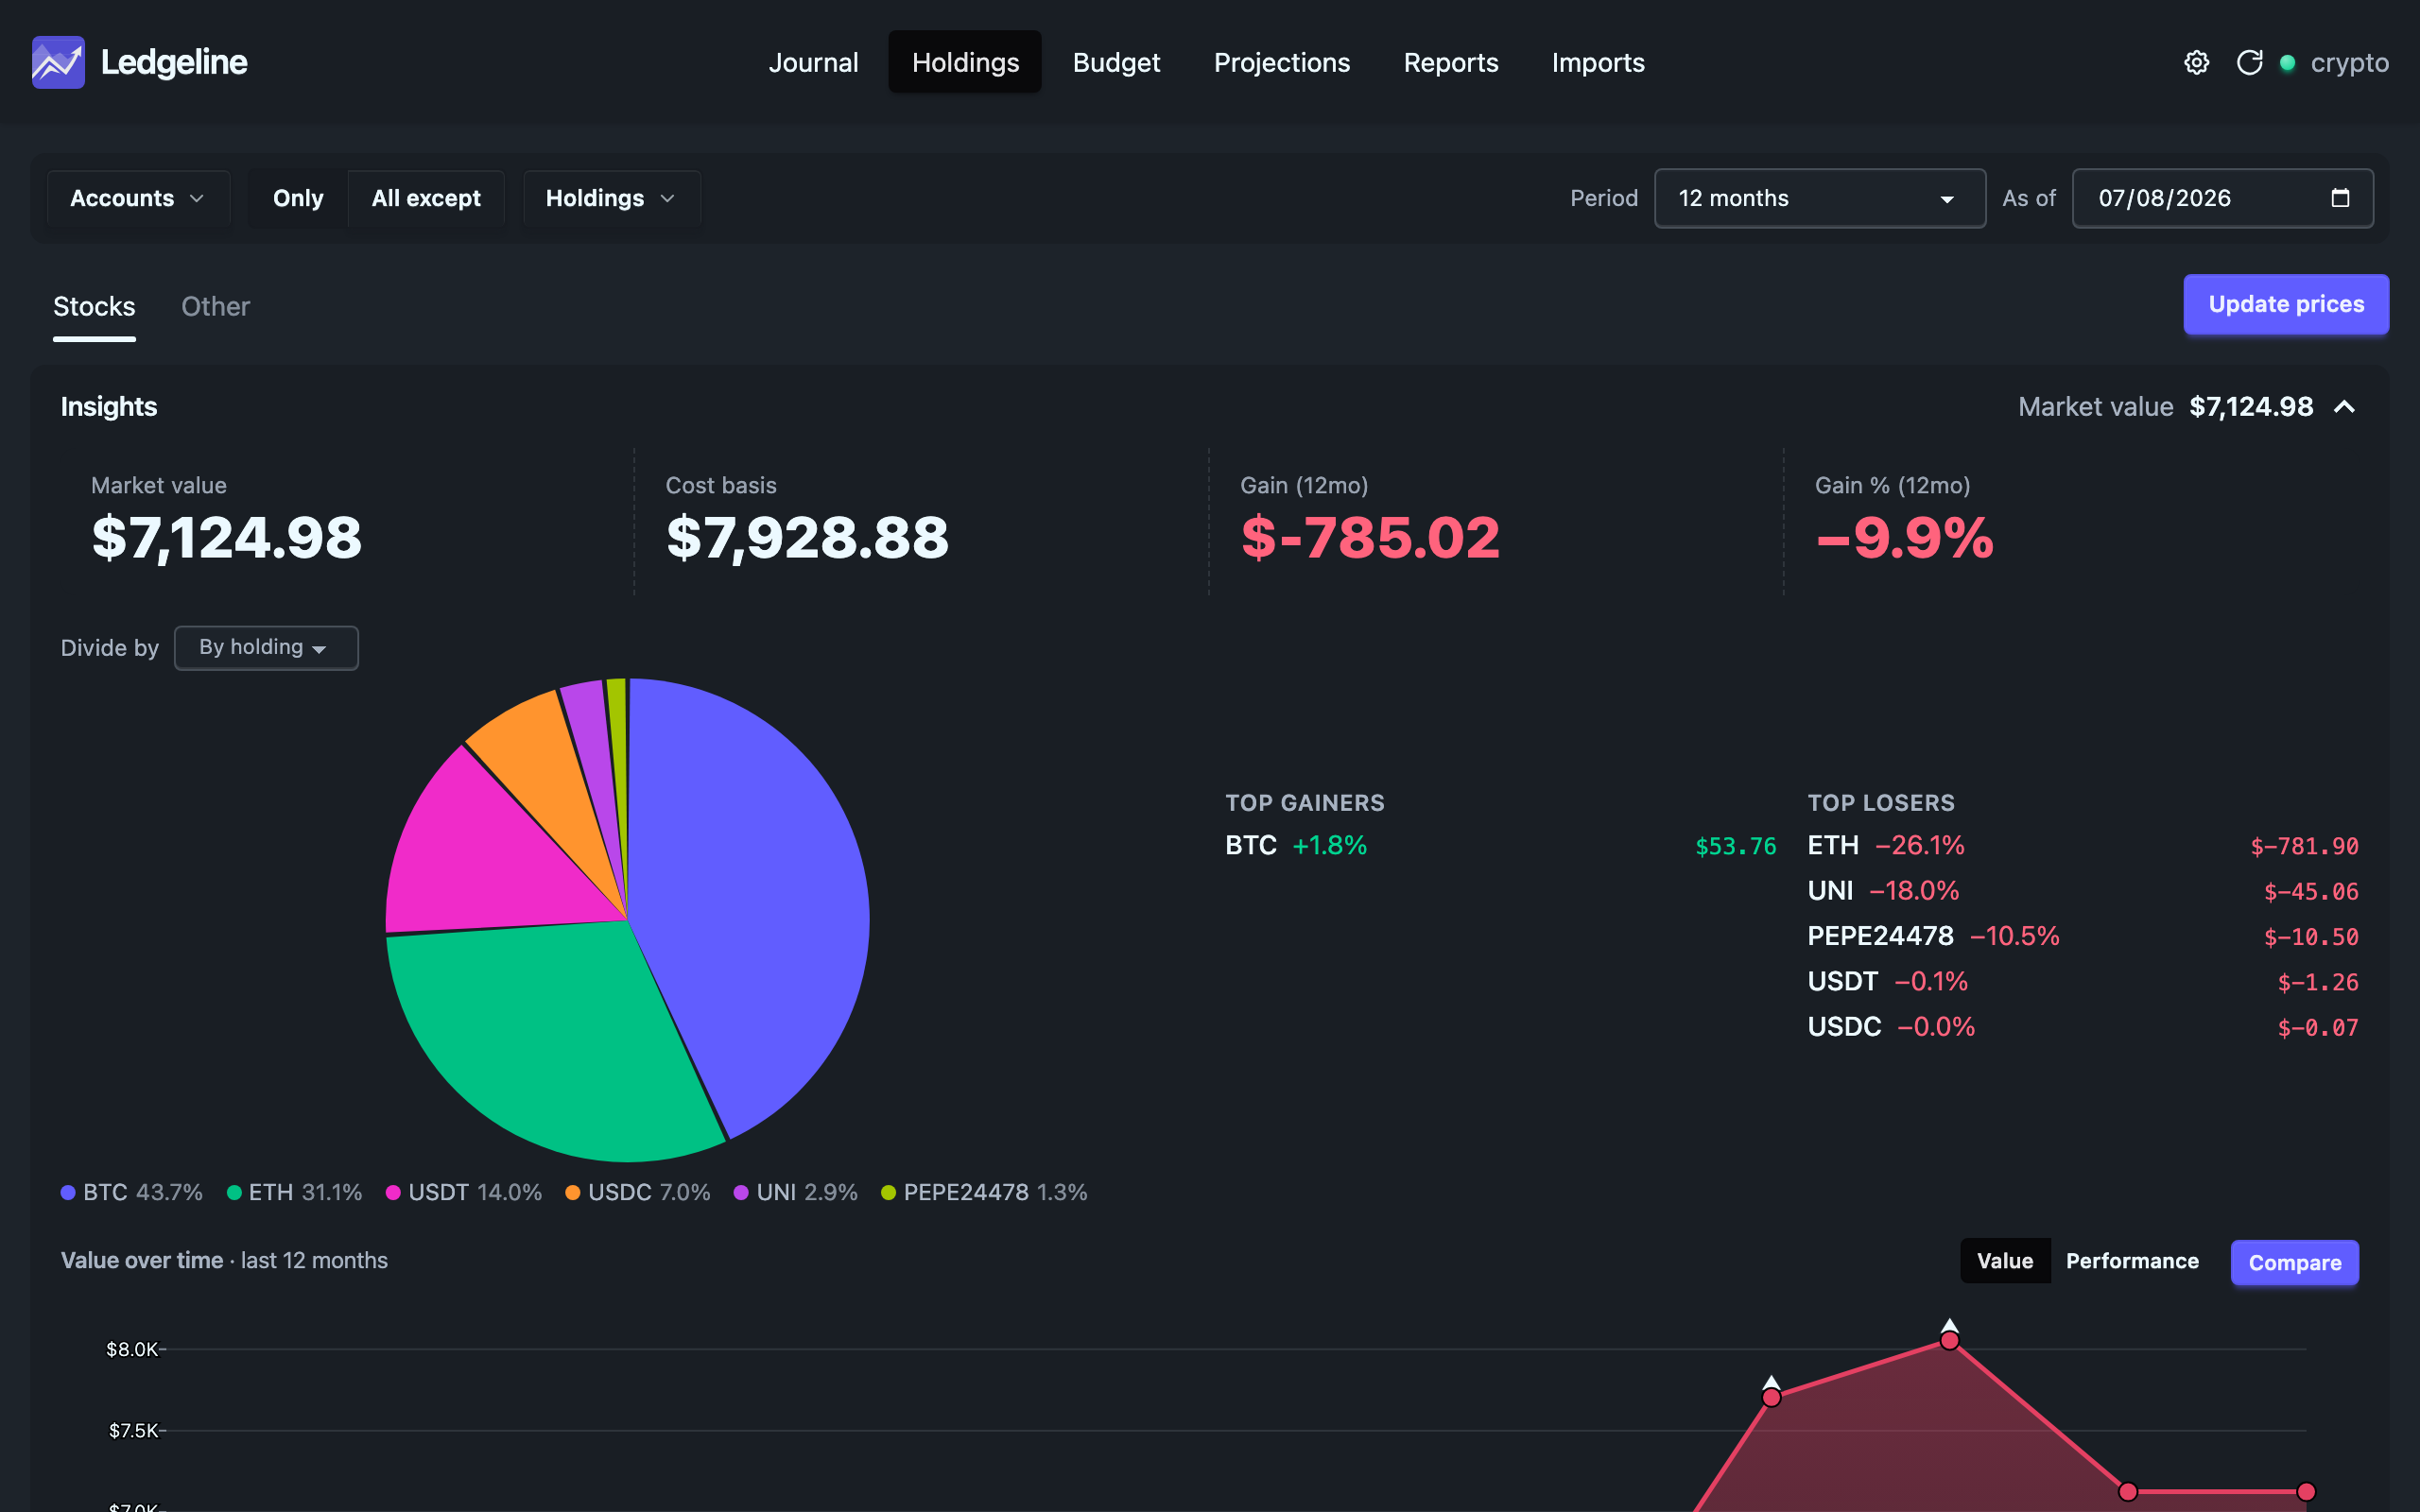 Ledgeline
Journal Holdings Budget Projections Reports Imports
crypto
Accounts Only All except Holdings
Period 12 months As of 07/08/2026
Stocks Other
Update prices
Insights
Market value $7,124.98
Market value Cost basis Gain (12mo) Gain % (12mo)
$7,124.98 $7,928.88 $-785.02 −9.9%
Divide by By holding
TOP GAINERS
BTC +1.8% $53.76
TOP LOSERS
ETH −26.1% $-781.90
UNI −18.0% $-45.06
PEPE24478 −10.5% $-10.50
USDT −0.1% $-1.26
USDC −0.0% $-0.07
BTC 43.7% ETH 31.1% USDT 14.0% USDC 7.0% UNI 2.9% PEPE24478 1.3%
Value over time · last 12 months
Value Performance Compare
$8.0K
$7.5K
$7.0K